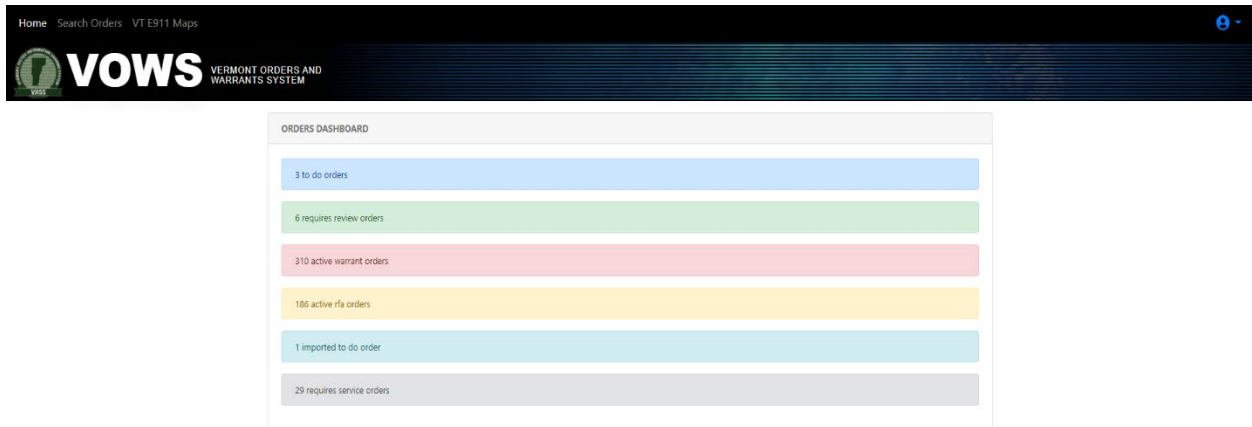 Home Search Orders VT E911 Maps
VOWS VERMONT ORDERS AND
WARRANTS SYSTEM
VXSS
ORDERS DASHBOARD
3 to do orders
6 requires review orders
310 active warrant orders
186 active rfa orders
1 imported to do order
29 requires service orders